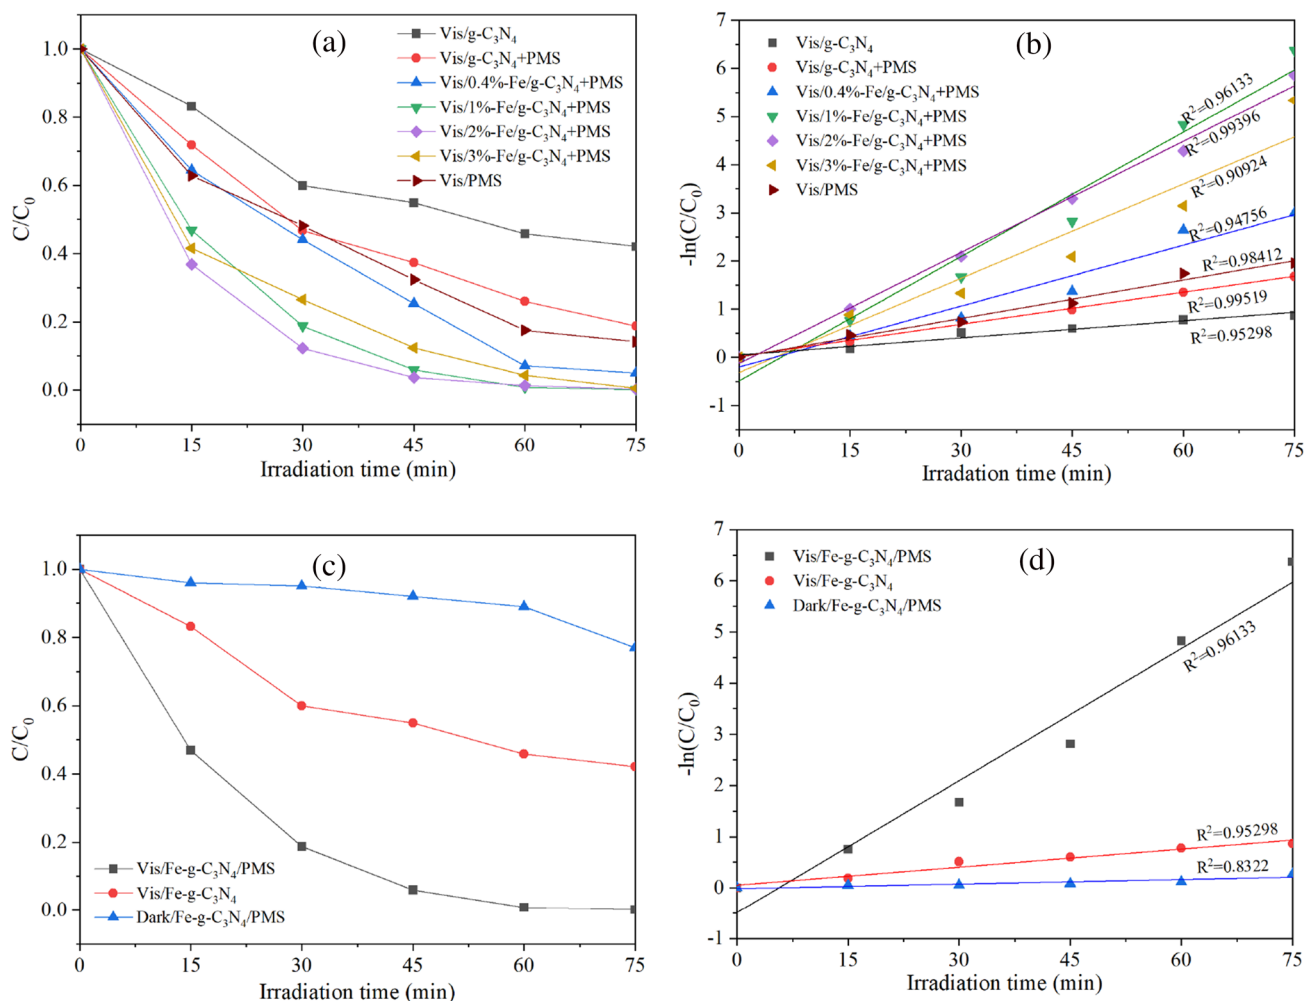 (a)
Vis/g-C₃N₄
Vis/g-C₃N₄+PMS
Vis/0.4%-Fe/g-C₃N₄+PMS
Vis/1%-Fe/g-C₃N₄+PMS
Vis/2%-Fe/g-C₃N₄+PMS
Vis/3%-Fe/g-C₃N₄+PMS
Vis/PMS
C/C₀
1.0
0.8
0.6
0.4
0.2
0.0
0 15 30 45 60 75
Irradiation time (min)
(b)
Vis/g-C₃N₄
Vis/g-C₃N₄+PMS
Vis/0.4%-Fe/g-C₃N₄+PMS
Vis/1%-Fe/g-C₃N₄+PMS
Vis/2%-Fe/g-C₃N₄+PMS
Vis/3%-Fe/g-C₃N₄+PMS
Vis/PMS
R²=0.96133
R²=0.99396
R²=0.90924
R²=0.94756
R²=0.98412
R²=0.99519
R²=0.95298
-ln(C/C₀)
7
6
5
4
3
2
1
0
-1
0 15 30 45 60 75
Irradation time (min)
(c)
C/C₀
1.0
0.8
0.6
0.4
0.2
0.0
Vis/Fe-g-C₃N₄/PMS
Vis/Fe-g-C₃N₄
Dark/Fe-g-C₃N₄/PMS
0 15 30 45 60 75
Irradiation time (min)
(d)
Vis/Fe-g-C₃N₄/PMS
Vis/Fe-g-C₃N₄
Dark/Fe-g-C₃N₄/PMS
R²=0.96133
R²=0.95298
R²=0.8322
-ln(C/C₀)
7
6
5
4
3
2
1
0
-1
0 15 30 45 60 75
Irradiation time (min)